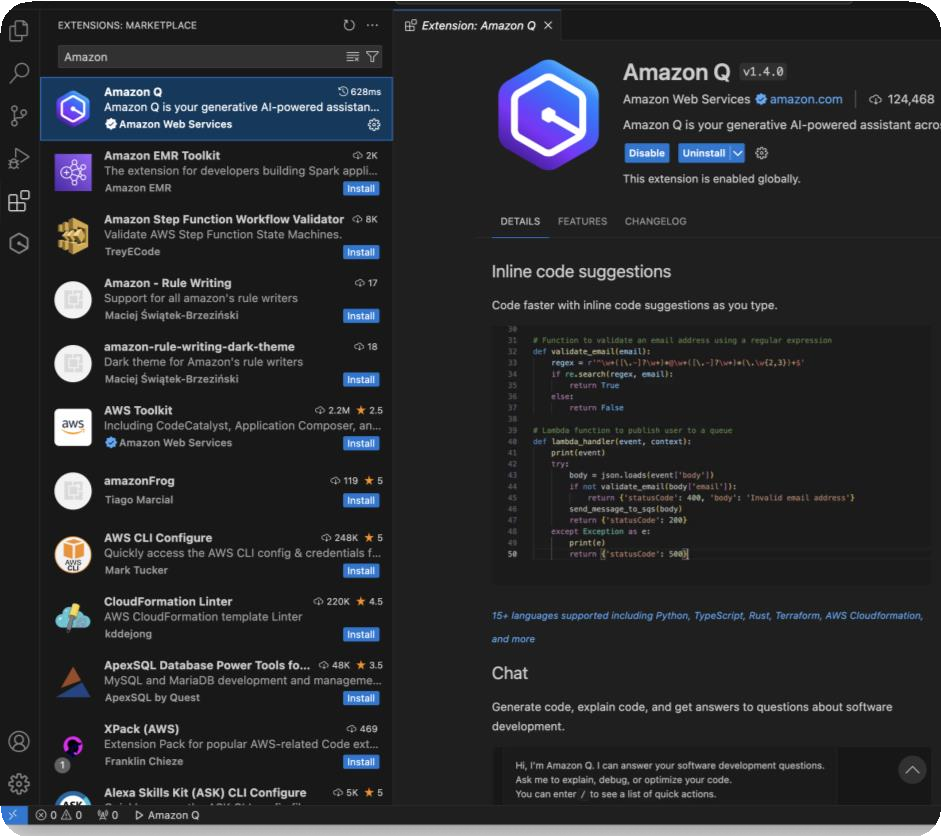 EXTENSIONS: MARKETPLACE
Amazon
Amazon Q
628ms
Amazon Q is your generative AI-powered assistan...
Amazon Web Services
Amazon EMR Toolkit
2K
The extension for developers building Spark appli...
Amazon EMR
Install
Amazon Step Function Workflow Validator
8K
Validate AWS Step Function State Machines.
TreyECode
Install
Amazon - Rule Writing
17
Support for all amazon's rule writers
Maciej Świątek-Brzeziński
Install
amazon-rule-writing-dark-theme
18
Dark theme for Amazon's rule writers
Maciej Świątek-Brzeziński
Install
aws
AWS Toolkit
2.2M ★ 2.5
Including CodeCatalyst, Application Composer, an...
Amazon Web Services
Install
amazonFrog
119 ★ 5
Tiago Marcial
Install
AWS CLI
AWS CLI Configure
248K ★ 5
Quickly access the AWS CLI config & credentials f...
Mark Tucker
Install
CloudFormation Linter
220K ★ 4.5
AWS CloudFormation template Linter
kddejong
Install
ApexSQL Database Power Tools fo...
48K ★ 3.5
MySQL and MariaDB development and manageme...
ApexSQL by Quest
Install
XPack (AWS)
469
Extension Pack for popular AWS-related Code ext...
Franklin Chieze
Install
1
Alexa Skills Kit (ASK) CLI Configure
5K ★ 5
0 0 0 Amazon Q
Extension: Amazon Q
Amazon Q v1.4.0
Amazon Web Services amazon.com 124,468
Amazon Q is your generative AI-powered assistant acro
Disable Uninstall
This extension is enabled globally.
DETAILS FEATURES CHANGELOG
Inline code suggestions
Code faster with inline code suggestions as you type.
30
31 # Function to validate an email address using a regular expression
32 def validate_email(email):
33 regex = r'^\w+([\.-]?\w+)*@\w+([\.-]?\w+)*(\.\w{2,3})+$'
34 if re.search(regex, email):
35 return True
36 else:
37 return False
38
39 # Lambda function to publish user to a queue
40 def lambda_handler(event, context):
41 print(event)
42 try:
43 body = json.loads(event['body'])
44 if not validate_email(body['email']):
45 return {'statusCode': 400, 'body': 'Invalid email address'}
46 send_message_to_sqs(body)
47 return {'statusCode': 200}
48 except Exception as e:
49 print(e)
50 return {'statusCode': 500}
15+ languages supported including Python, TypeScript, Rust, Terraform, AWS Cloudformation,
and more
Chat
Generate code, explain code, and get answers to questions about software
development.
Hi, I'm Amazon Q. I can answer your software development questions.
Ask me to explain, debug, or optimize your code.
You can enter / to see a list of quick actions.